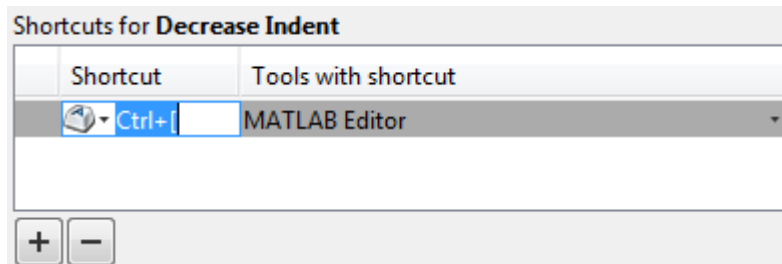 Shortcuts for Decrease Indent
Shortcut Tools with shortcut
Ctrl+[ MATLAB Editor
+ −